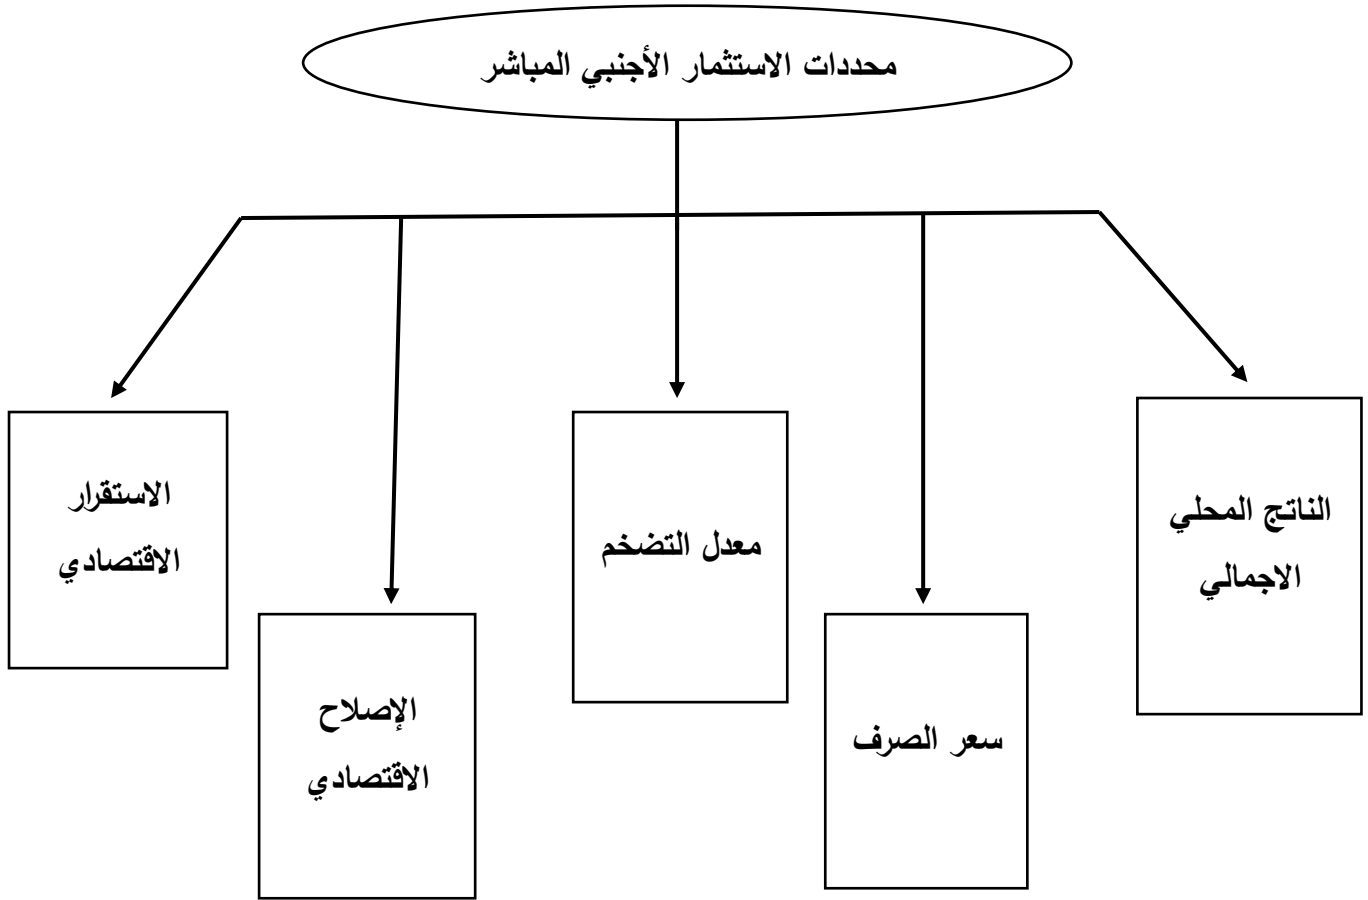 محددات الاستثمار الأجنبي المباشر
الناتج المحلي
الاجمالي
سعر الصرف
معدل التضخم
الإصلاح
الاقتصادي
الاستقرار
الاقتصادي